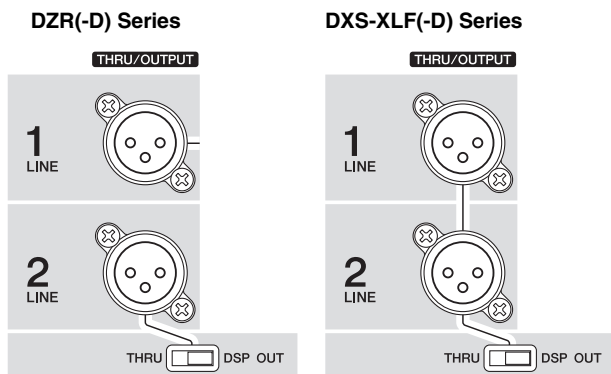 DZR(-D) Series
THRU/OUTPUT
1
LINE
2
LINE
THRU DSP OUT
DXS-XLF(-D) Series
THRU/OUTPUT
1
LINE
2
LINE
THRU DSP OUT